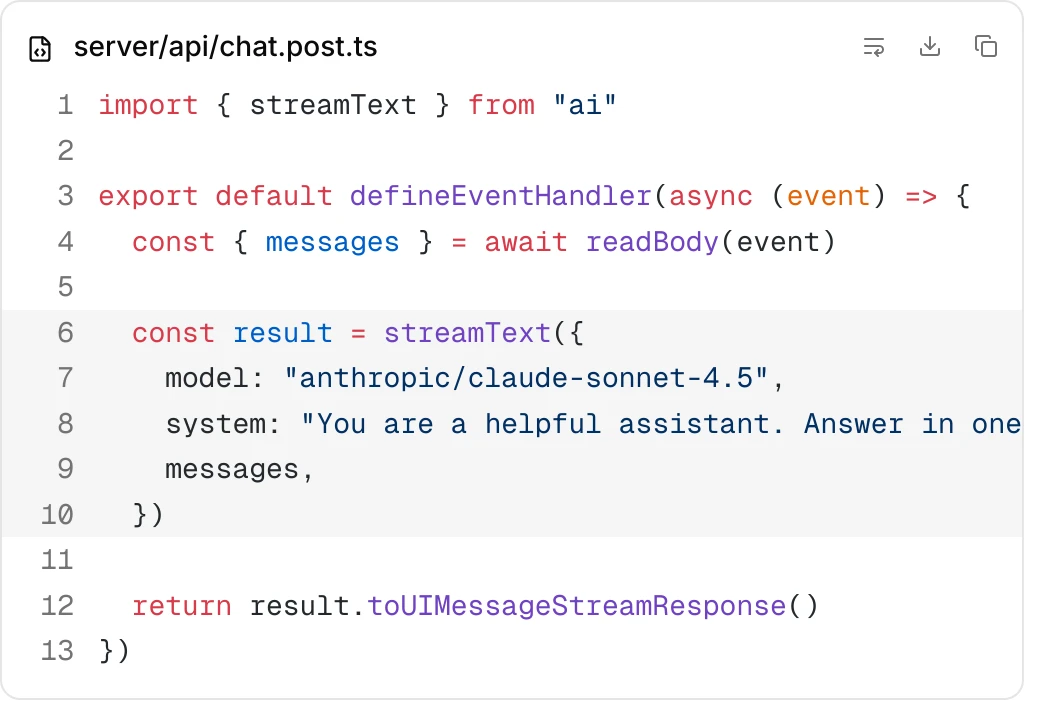 server/api/chat.post.ts
1 import { streamText } from "ai"
2
3 export default defineEventHandler(async (event) => {
4   const { messages } = await readBody(event)
5
6   const result = streamText({
7     model: "anthropic/claude-sonnet-4.5",
8     system: "You are a helpful assistant. Answer in one
9     messages,
10   })
11
12   return result.toUIMessageStreamResponse()
13 })